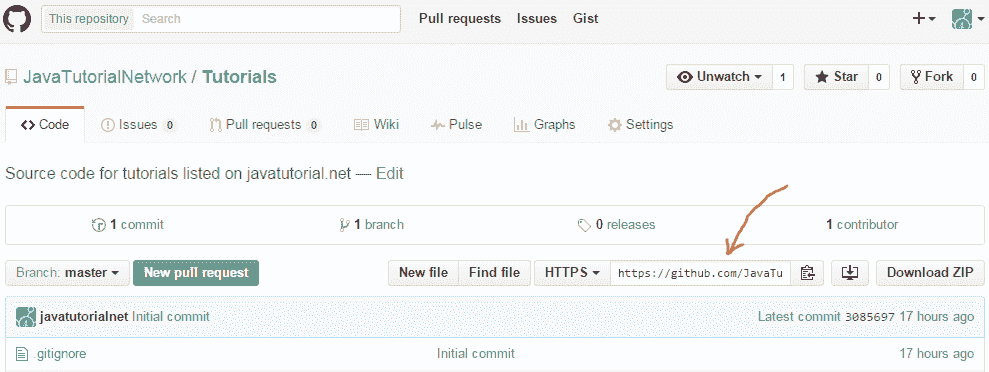 This repository Search Pull requests Issues Gist
JavaTutorialNetwork / Tutorials Unwatch 1 Star 0 Fork 0
Code Issues 0 Pull requests 0 Wiki Pulse Graphs Settings
Source code for tutorials listed on javatutorial.net — Edit
1 commit 1 branch 0 releases 1 contributor
Branch: master New pull request New file Find file HTTPS https://github.com/JavaTu Download ZIP
javatutorialnet Initial commit Latest commit 3085697 17 hours ago
.gitignore Initial commit 17 hours ago